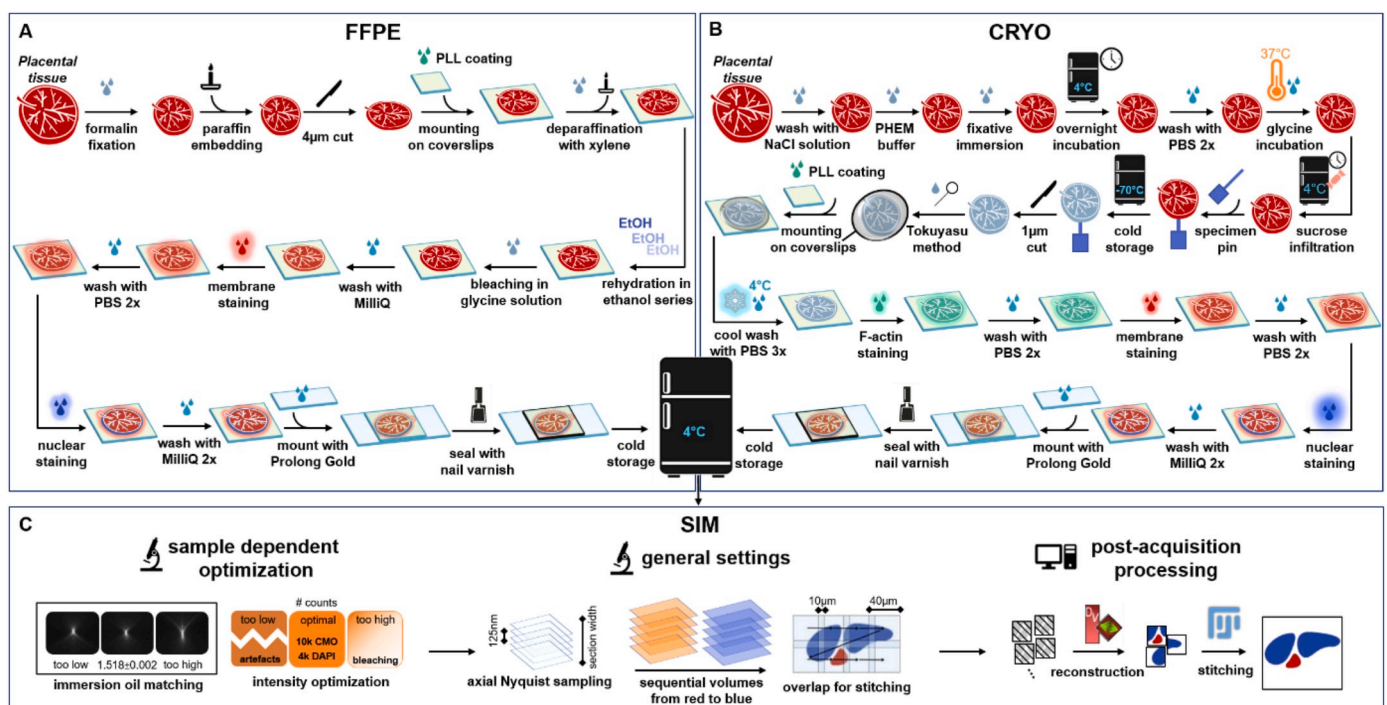 A
FFPE
Placental
tissue
formalin
fixation
paraffin
embedding
4µm cut
PLL coating
mounting
on coverslips
deparaffination
with xylene
EtOH
EtOH
EtOH
rehydration in
ethanol series
bleaching in
glycine solution
wash with
MilliQ
membrane
staining
wash with
PBS 2x
nuclear
staining
wash with
MilliQ 2x
mount with
Prolong Gold
seal with
nail varnish
cold
storage
4°C
B
CRYO
Placental
tissue
wash with
NaCl solution
PHEM
buffer
fixative
immersion
4°C
overnight
incubation
wash with
PBS 2x
37°C
glycine
incubation
4°C
sucrose
infiltration
specimen
pin
-70°C
cold
storage
1µm
cut
Tokuyasu
method
PLL coating
mounting
on coverslips
4°C
cool wash
with PBS 3x
F-actin
staining
wash with
PBS 2x
membrane
staining
wash with
PBS 2x
nuclear
staining
wash with
MilliQ 2x
mount with
Prolong Gold
seal with
nail varnish
cold
storage
C
SIM
sample dependent
optimization
too low
1.518±0.002
too high
immersion oil matching
# counts
too low
artefacts
optimal
10k CMO
4k DAPI
too high
bleaching
intensity optimization
general settings
125nm
section width
axial Nyquist sampling
sequential volumes
from red to blue
10µm
40µm
overlap for stitching
post-acquisition
processing
reconstruction
stitching